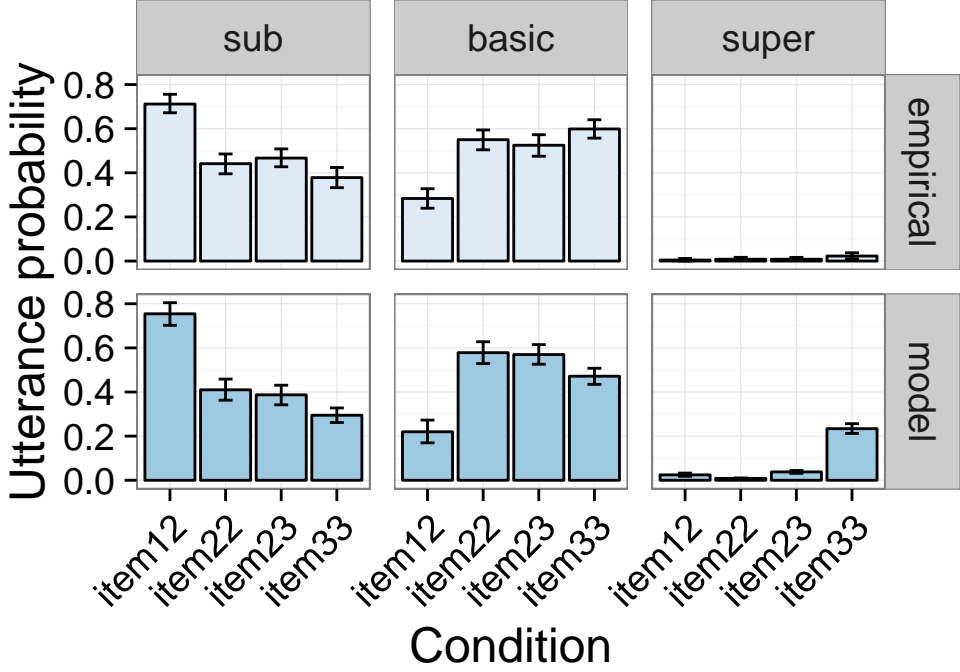 sub basic super
Utterance probability
0.8
0.6
0.4
0.2
0.0
empirical
0.8
0.6
0.4
0.2
0.0
model
item12 item22 item23 item33 item12 item22 item23 item33 item12 item22 item23 item33
Condition